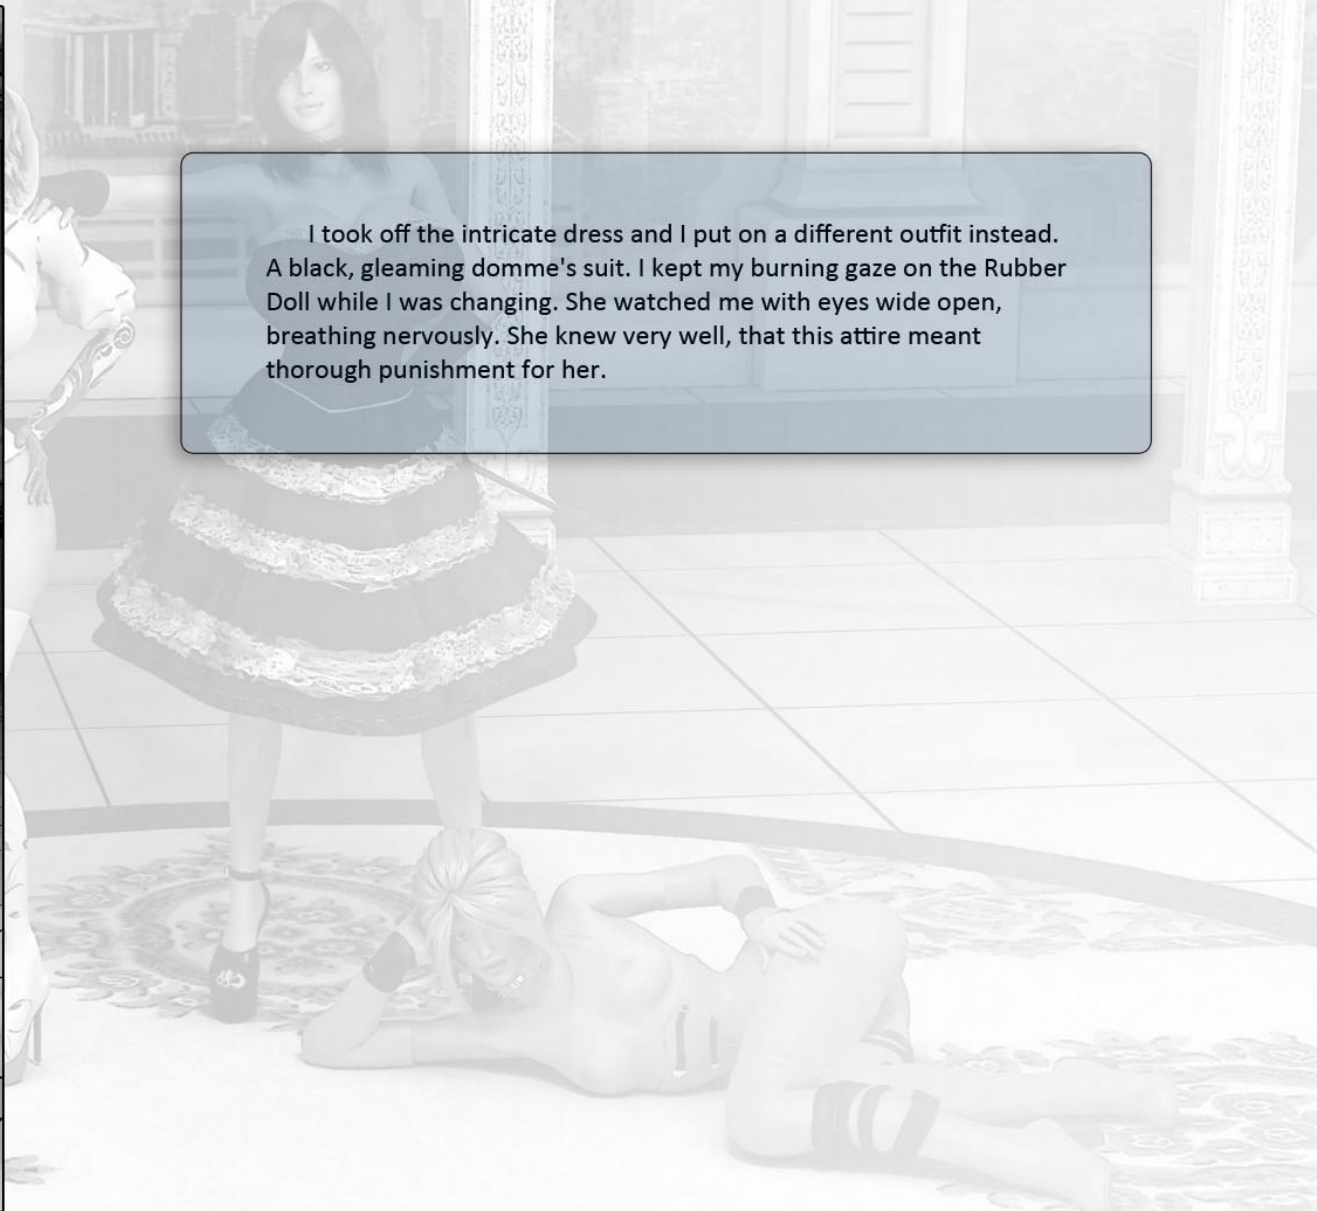 I took off the intricate dress and I put on a different outfit instead.
A black, gleaming domme's suit. I kept my burning gaze on the Rubber
Doll while I was changing. She watched me with eyes wide open,
breathing nervously. She knew very well, that this attire meant
thorough punishment for her.